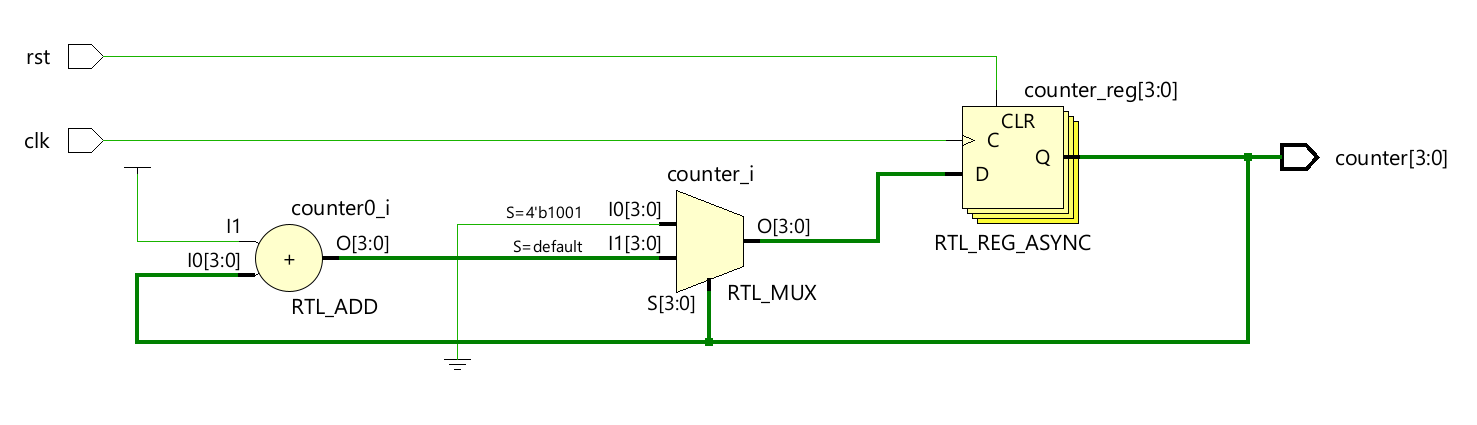 rst
counter_reg[3:0]
CLR
clk
C
Q
counter[3:0]
D
counter_i
counter0_i
S=4'b1001
I0[3:0]
I1
O[3:0]
O[3:0]
S=default
I1[3:0]
RTL_REG_ASYNC
I0[3:0]
+
RTL_MUX
S[3:0]
RTL_ADD